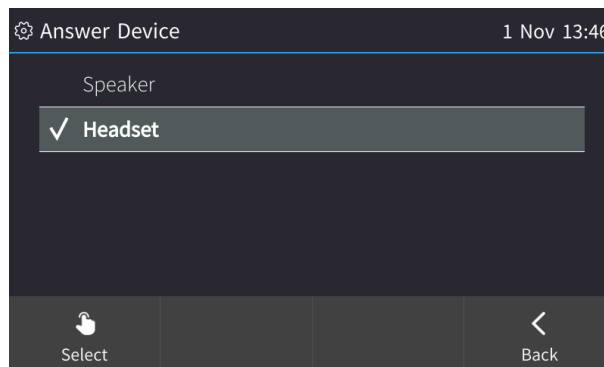 Answer Device
1 Nov 13:46
Speaker
Headset
Select
Back